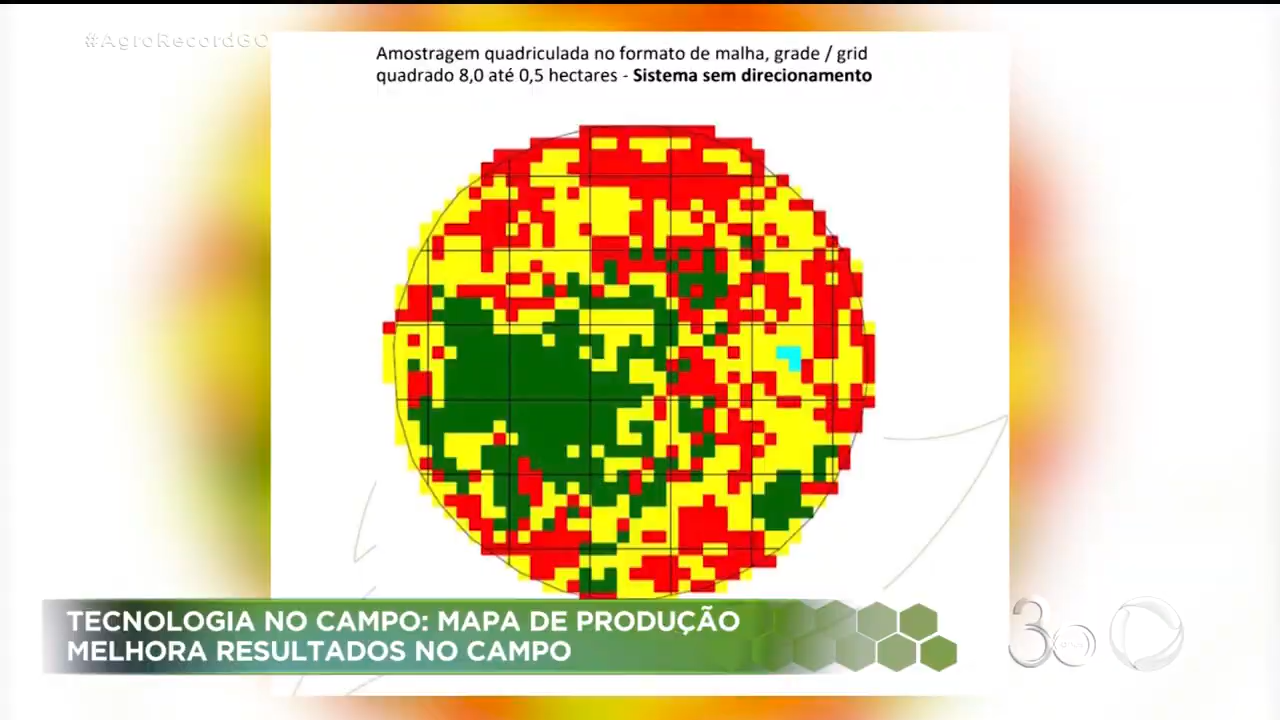 #AgroRecordGO
Amostragem quadriculada no formato de malha, grade / grid
quadrado 8,0 até 0,5 hectares - Sistema sem direcionamento
TECNOLOGIA NO CAMPO: MAPA DE PRODUÇÃO
MELHORA RESULTADOS NO CAMPO